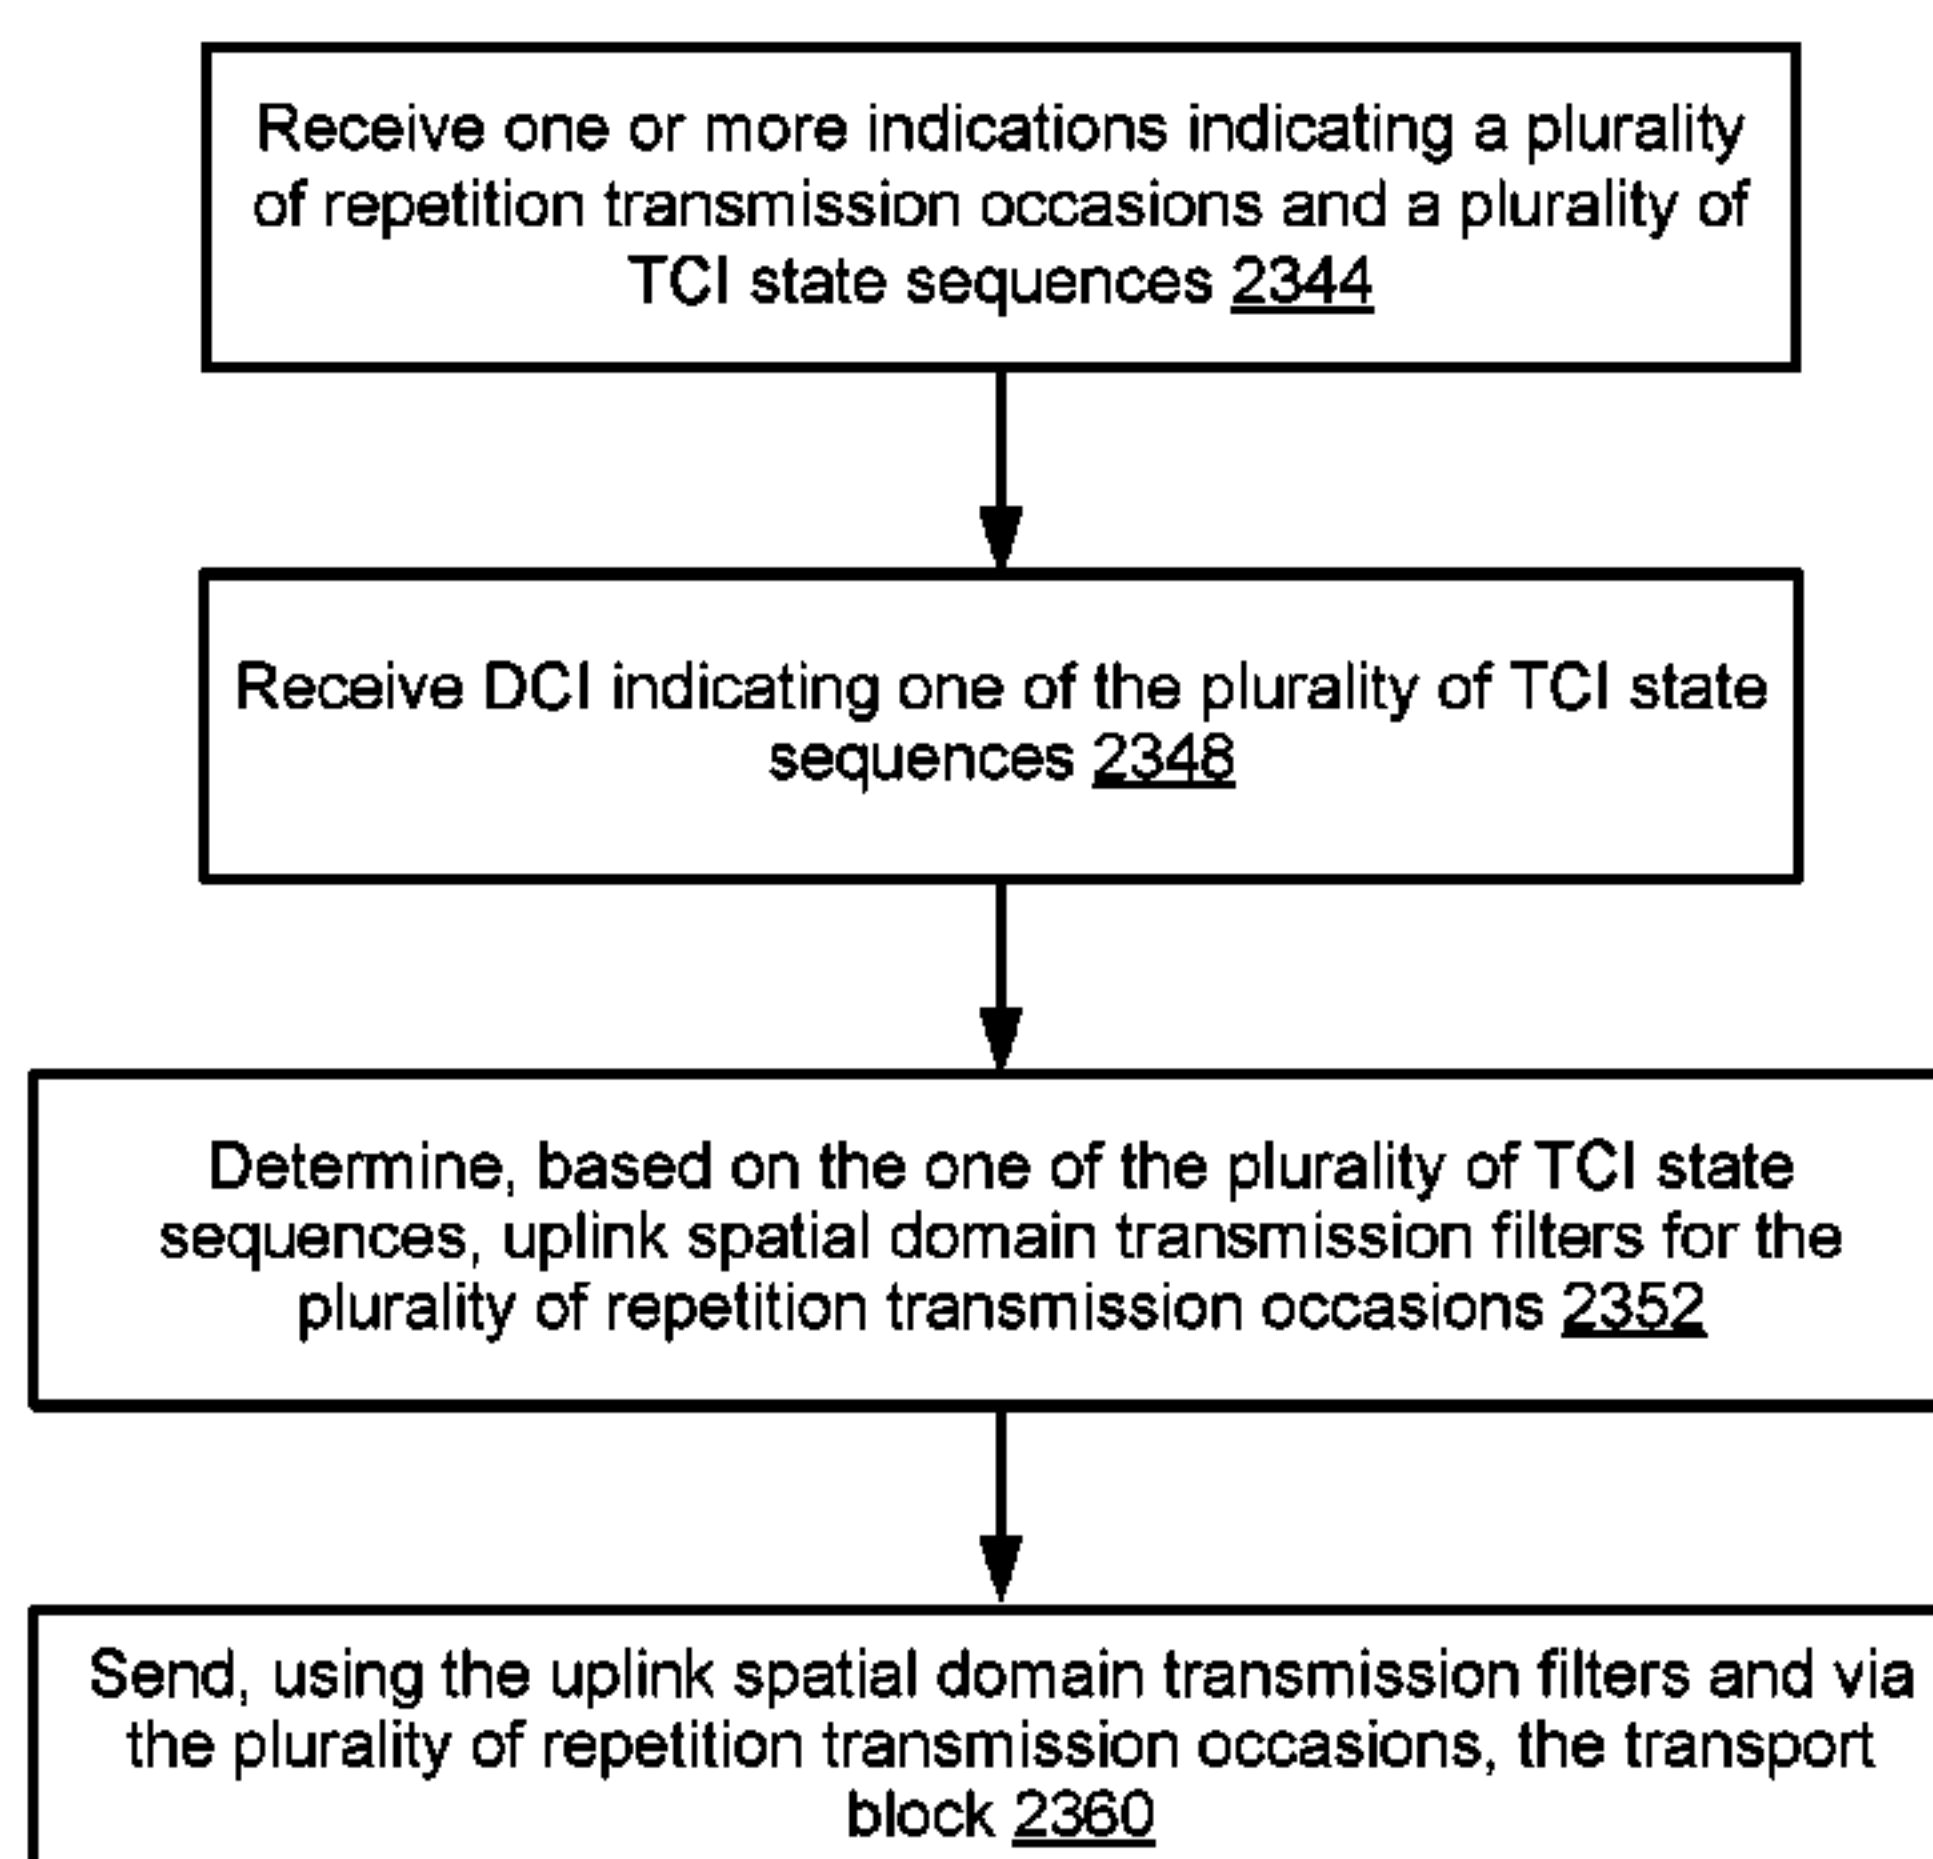 Receive one or more indications indicating a plurality
of repetition transmission occasions and a plurality of
TCI state sequences 2344
Receive DCI indicating one of the plurality of TCI state
sequences 2348
Determine, based on the one of the plurality of TCI state
sequences, uplink spatial domain transmission filters for the
plurality of repetition transmission occasions 2352
Send, using the uplink spatial domain transmission filters and via
the plurality of repetition transmission occasions, the transport
block 2360